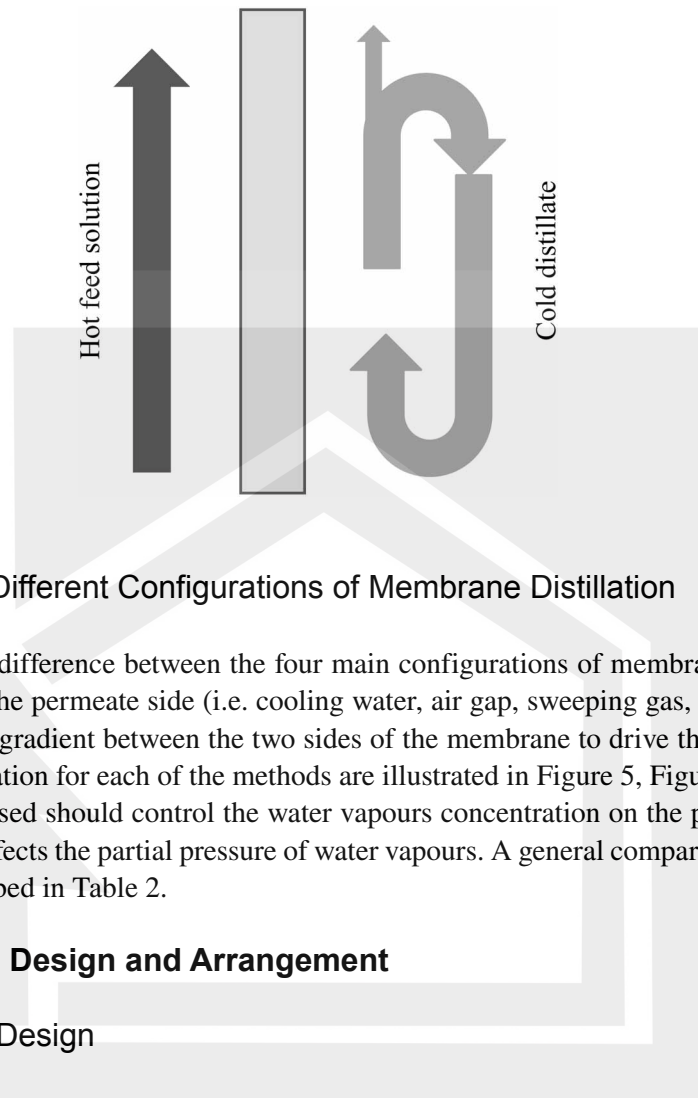 Hot feed solution
Cold distillate
Different Configurations of Membrane Distillation
difference between the four main configurations of membra
he permeate side (i.e. cooling water, air gap, sweeping gas,
gradient between the two sides of the membrane to drive th
ation for each of the methods are illustrated in Figure 5, Figu
sed should control the water vapours concentration on the p
fects the partial pressure of water vapours. A general compar
bed in Table 2.
Design and Arrangement
Design